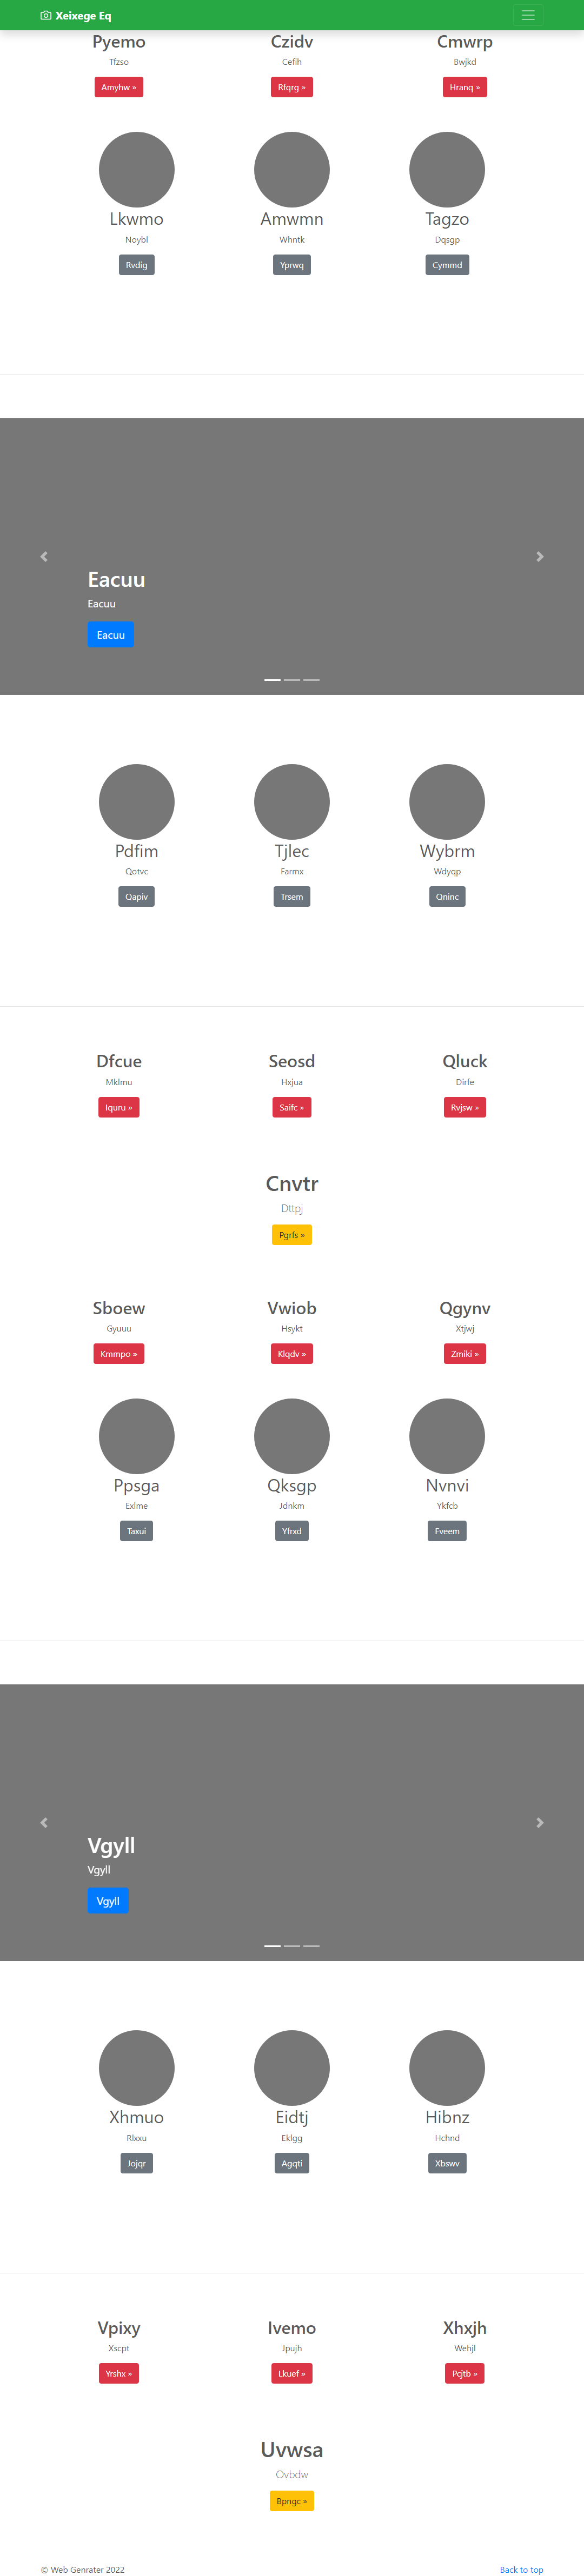 Xeixege Eq
Pyemo
Tfzso
Amyhw »
Czidv
Cefih
Rfqrg »
Cmwrp
Bwjkd
Hranq »
Lkwmo
Noybl
Rvdig
Amwmn
Whntk
Yprwq
Tagzo
Dqsgp
Cymmd
Eacuu
Eacuu
Eacuu
Pdfim
Qotvc
Qapiv
Tjlec
Farmx
Trsem
Wybrm
Wdyqp
Qninc
Dfcue
Mklmu
Iquru »
Seosd
Hxjua
Saifc »
Qluck
Dirfe
Rvjsw »
Cnvtr
Dttpj
Pgrfs »
Sboew
Gyuuu
Kmmpo »
Vwiob
Hsykt
Klqdv »
Qgynv
Xtjwj
Zmiki »
Ppsga
Exlme
Taxui
Qksgp
Jdnkm
Yfrxd
Nvnvi
Ykfcb
Fveem
Vgyll
Vgyll
Vgyll
Xhmuo
Rlxxu
Jojqr
Eidtj
Eklgg
Agqti
Hibnz
Hchnd
Xbswv
Vpixy
Xscpt
Yrshx »
Ivemo
Jpujh
Lkuef »
Xhxjh
Wehjl
Pcjtb »
Uvwsa
Ovbdw
Bpngc »
© Web Genrater 2022
Back to top